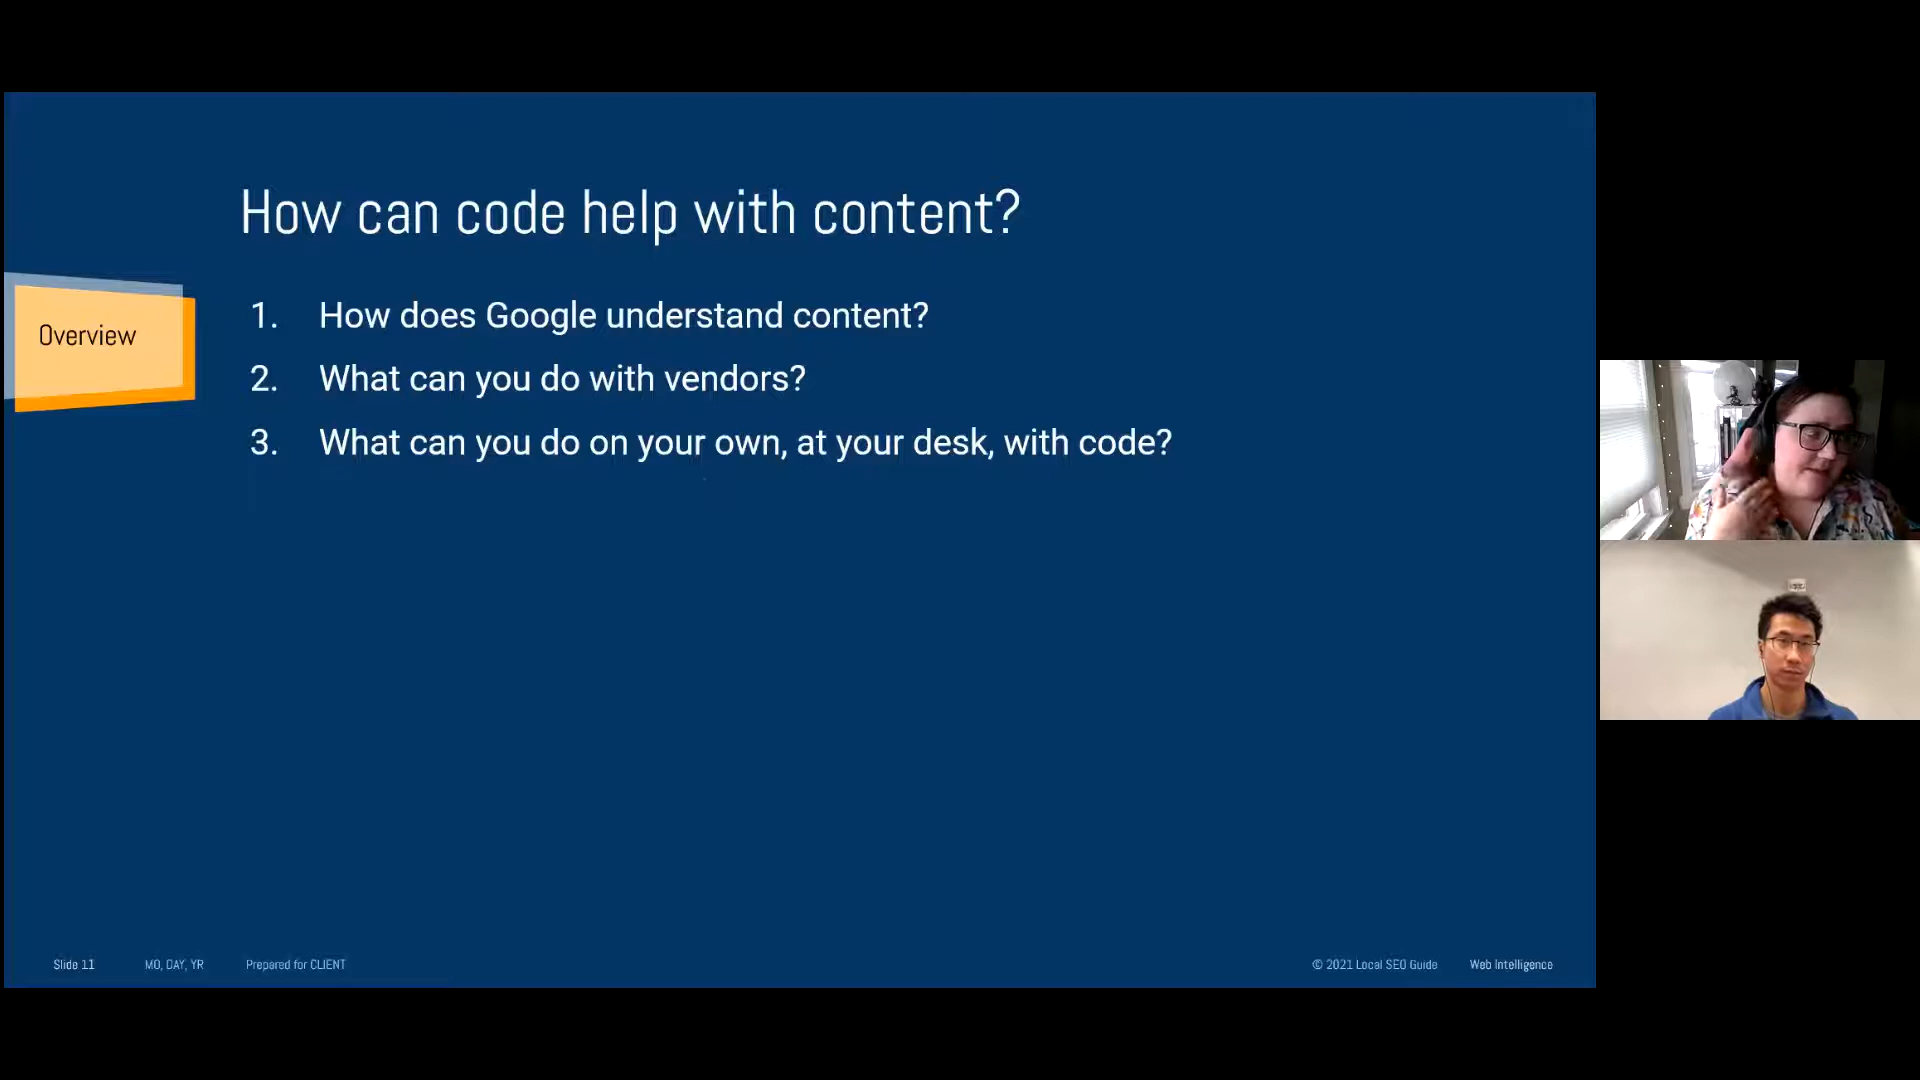 How can code help with content?
Overview
1. How does Google understand content?
2. What can you do with vendors?
3. What can you do on your own, at your desk, with code?
Slide 11 MO, DAY, YR Prepared for CLIENT © 2021 Local SEO Guide Web Intelligence